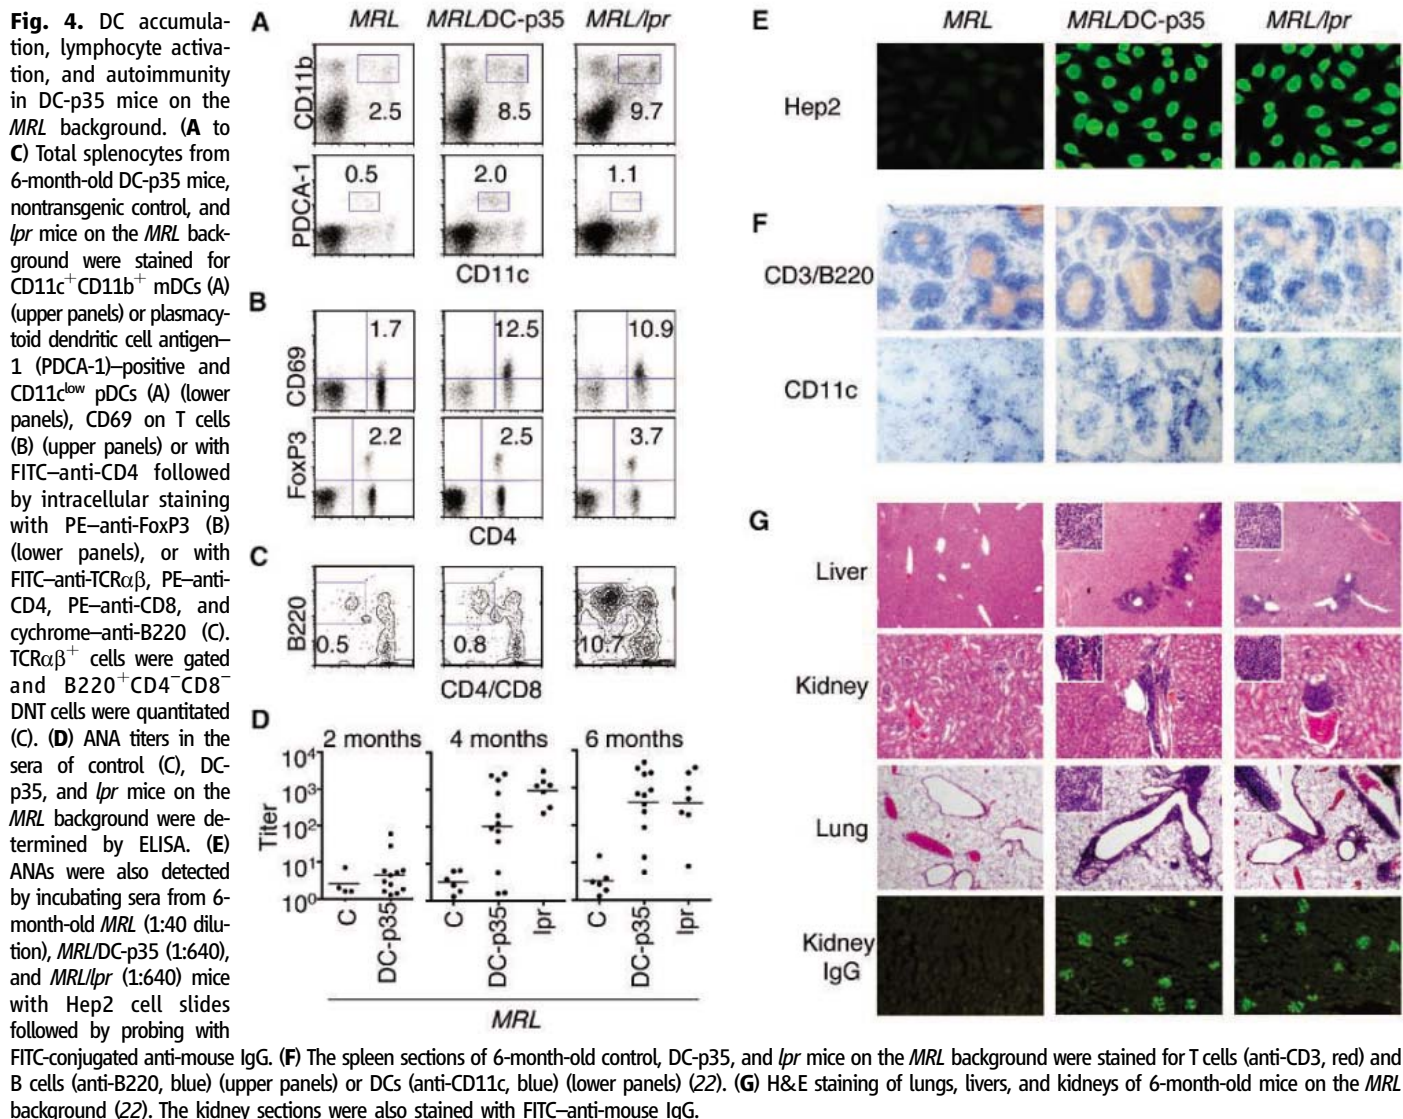 Fig. 4. DC accumula-
tion, lymphocyte activa-
tion, and autoimmunity
in DC-p35 mice on the
MRL background. (A to
C) Total splenocytes from
6-month-old DC-p35 mice,
nontransgenic control, and
lpr mice on the MRL back-
ground were stained for
CD11c⁺CD11b⁺ mDCs (A)
(upper panels) or plasmacy-
toid dendritic cell antigen–
1 (PDCA-1)–positive and
CD11cˡᵒʷ pDCs (A) (lower
panels), CD69 on T cells
(B) (upper panels) or with
FITC–anti-CD4 followed
by intracellular staining
with PE–anti-FoxP3 (B)
(lower panels), or with
FITC–anti-TCRαβ, PE–anti-
CD4, PE–anti-CD8, and
cychrome–anti-B220 (C).
TCRαβ⁺ cells were gated
and B220⁺CD4⁻CD8⁻
DNT cells were quantitated
(C). (D) ANA titers in the
sera of control (C), DC-
p35, and lpr mice on the
MRL background were de-
termined by ELISA. (E)
ANAs were also detected
by incubating sera from 6-
month-old MRL (1:40 dilu-
tion), MRL/DC-p35 (1:640),
and MRL/lpr (1:640) mice
with Hep2 cell slides
followed by probing with
FITC-conjugated anti-mouse IgG. (F) The spleen sections of 6-month-old control, DC-p35, and lpr mice on the MRL background were stained for T cells (anti-CD3, red) and
B cells (anti-B220, blue) (upper panels) or DCs (anti-CD11c, blue) (lower panels) (22). (G) H&E staining of lungs, livers, and kidneys of 6-month-old mice on the MRL
background (22). The kidney sections were also stained with FITC–anti-mouse IgG.
A MRL MRL/DC-p35 MRL/lpr
CD11b
2.5 8.5 9.7
PDCA-1
0.5 2.0 1.1
CD11c
B
CD69
1.7 12.5 10.9
FoxP3
2.2 2.5 3.7
CD4
C
B220
0.5 0.8 10.7
CD4/CD8
D
2 months 4 months 6 months
Titer
10⁴
10³
10²
10¹
10⁰
C DC-p35 C DC-p35 lpr C DC-p35 lpr
MRL
E MRL MRL/DC-p35 MRL/lpr
Hep2
F
CD3/B220
CD11c
G
Liver
Kidney
Lung
Kidney
IgG